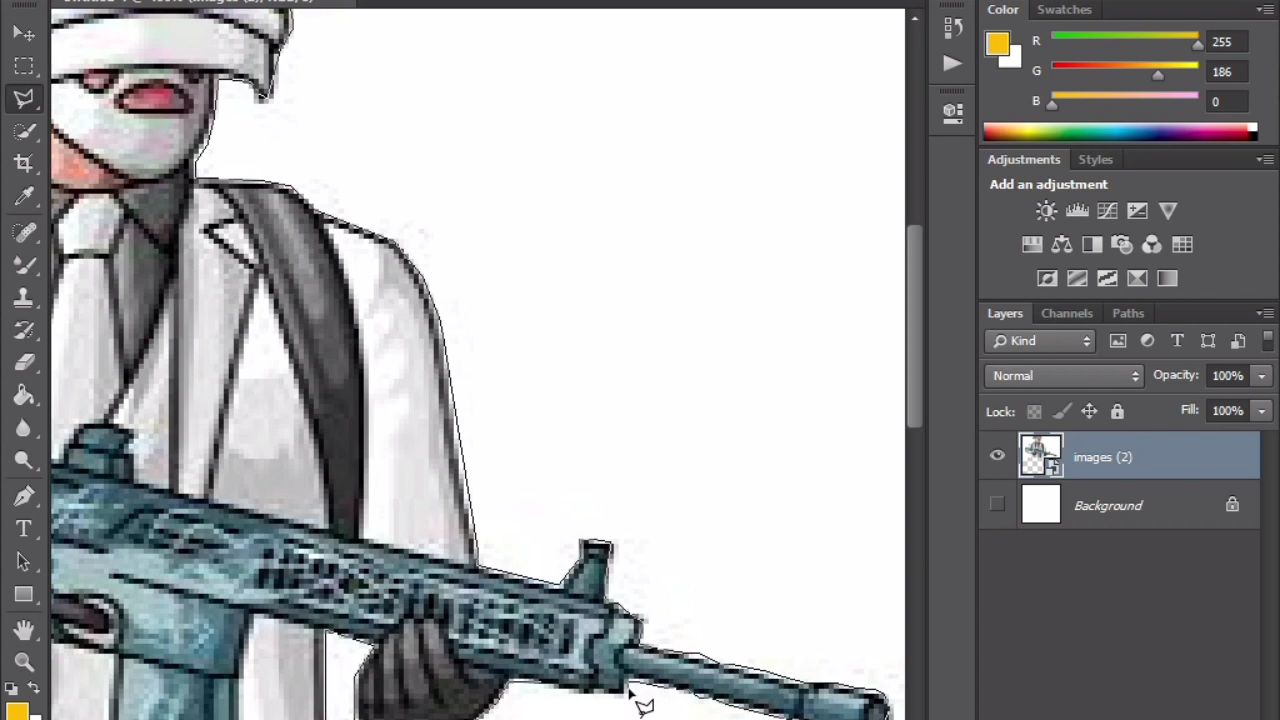 Color Swatches
R 255
G 186
B 0
Adjustments Styles
Add an adjustment
Layers Channels Paths
Kind
Normal Opacity: 100%
Lock: Fill: 100%
images (2)
Background
T